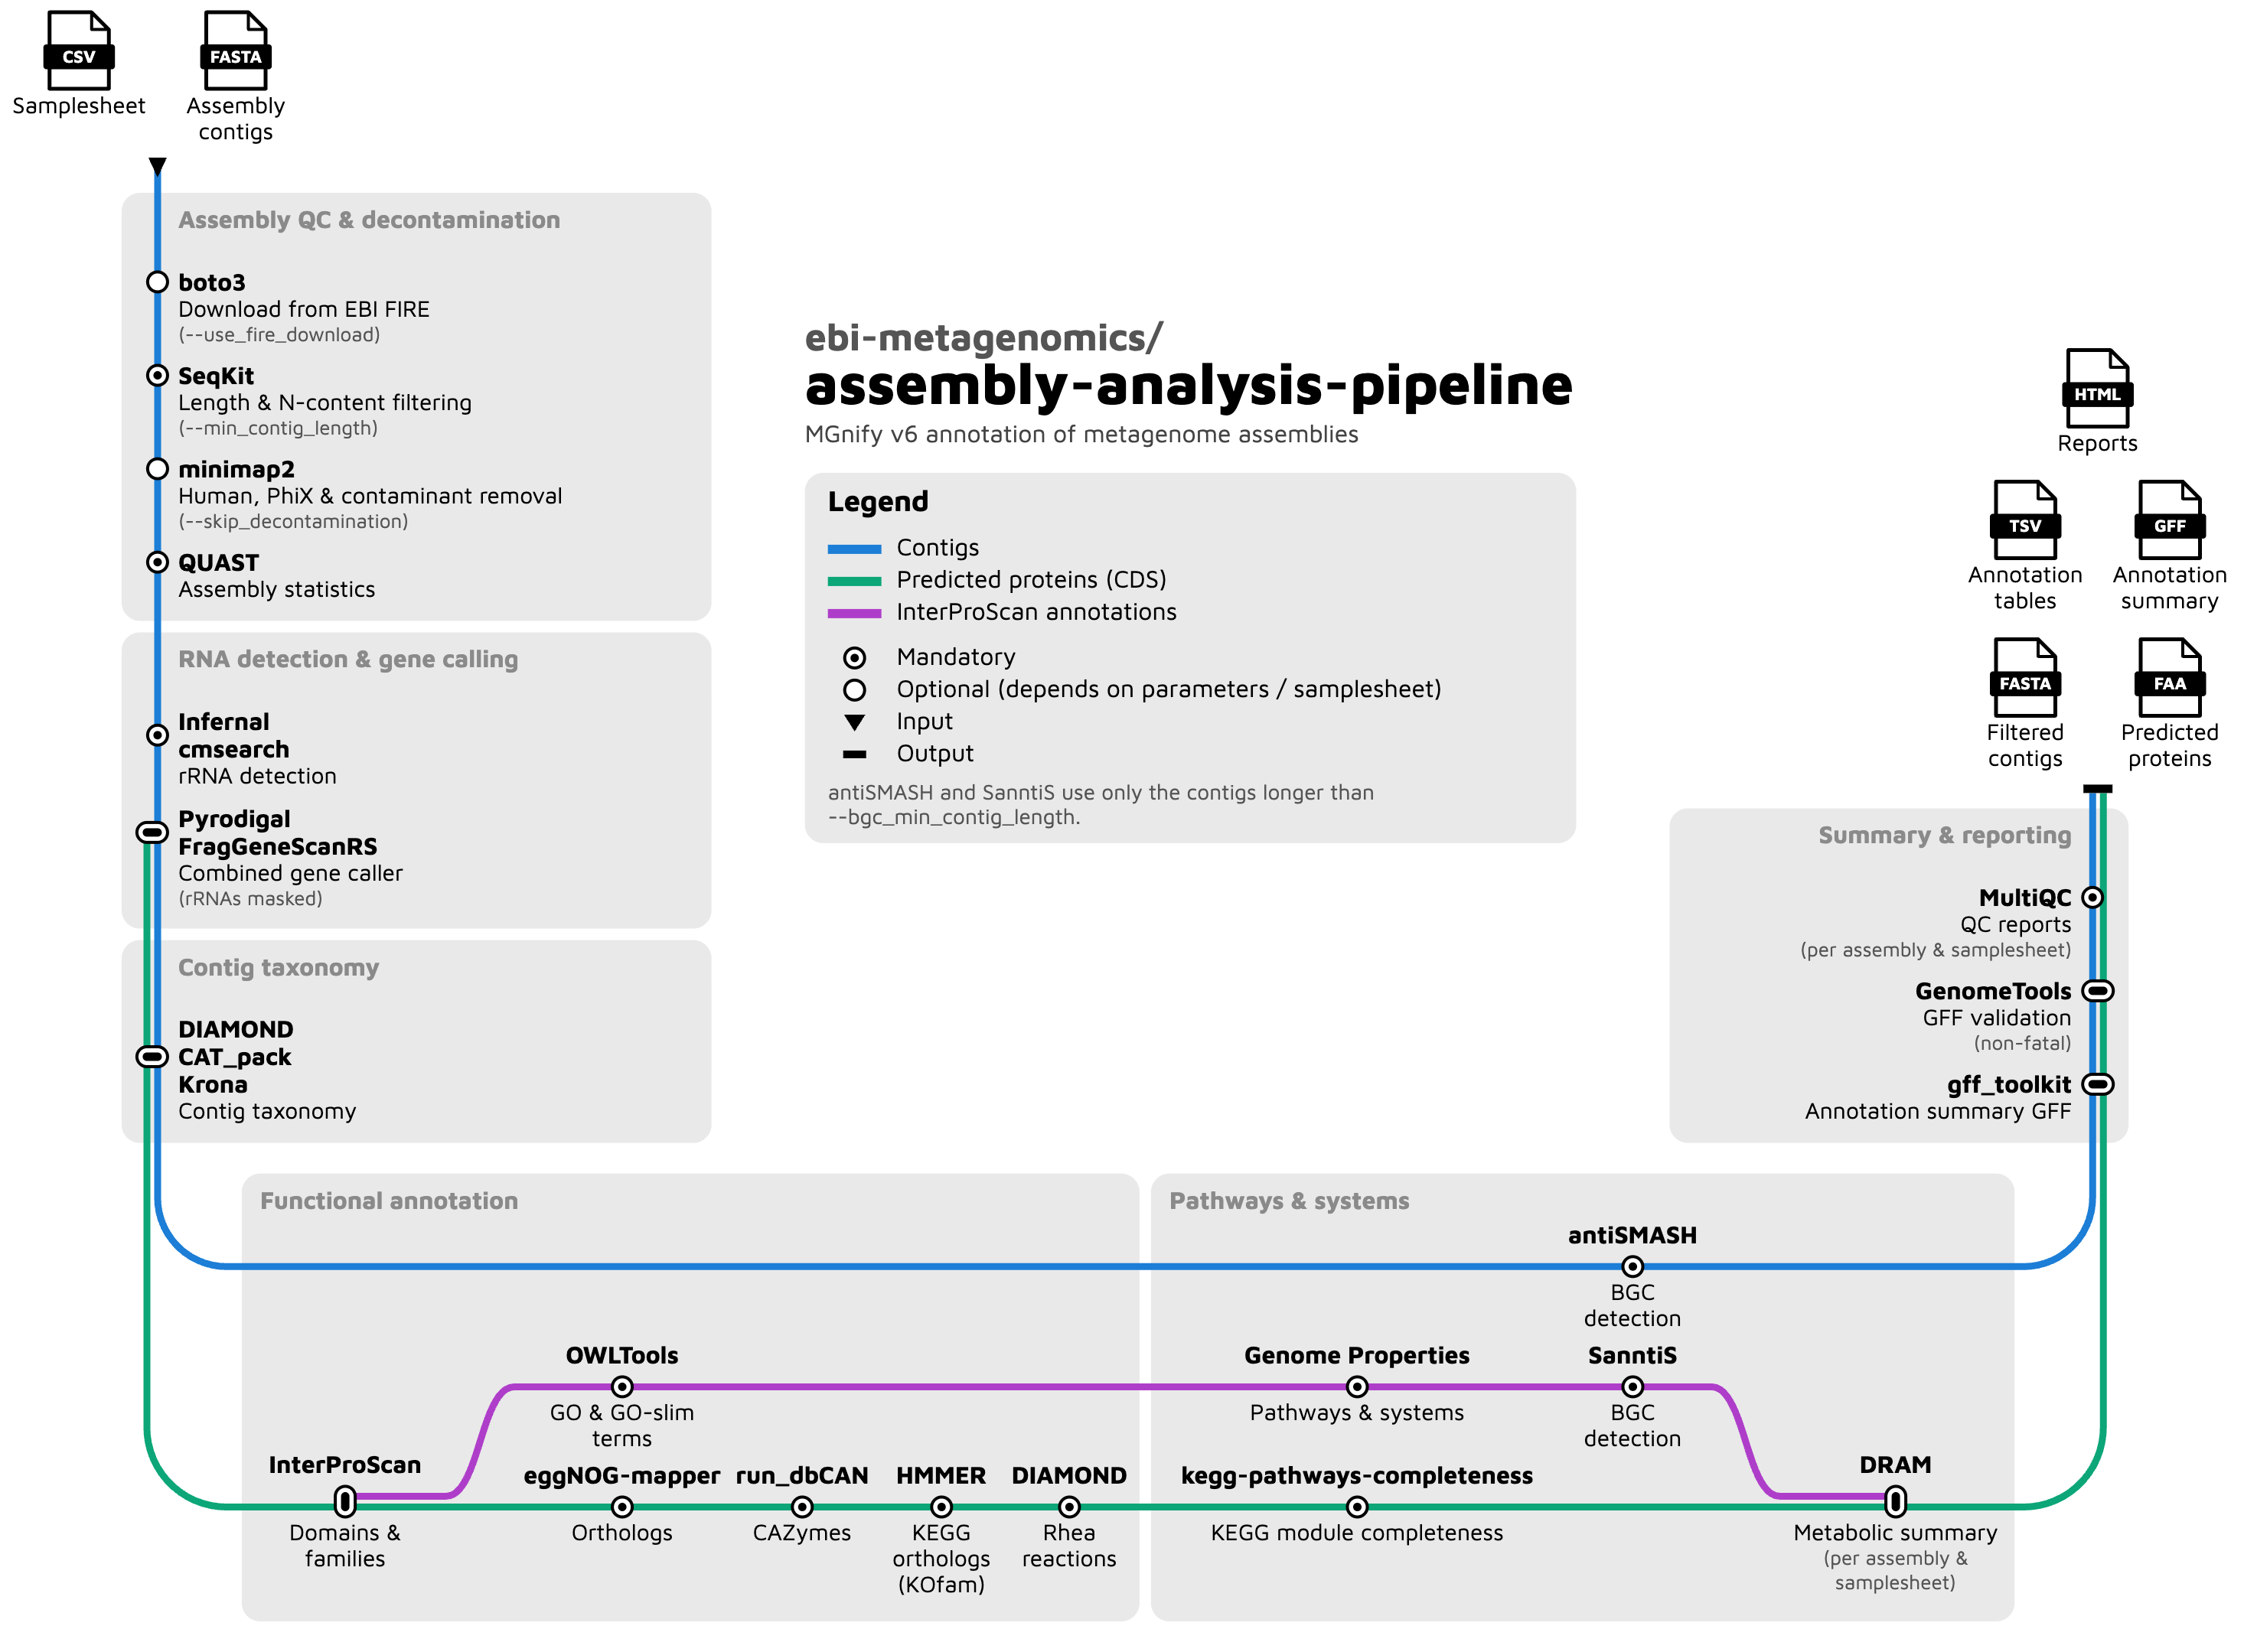 CSV
Samplesheet
FASTA
Assembly
contigs
Assembly QC & decontamination
boto3
Download from EBI FIRE
(--use_fire_download)
SeqKit
Length & N-content filtering
(--min_contig_length)
minimap2
Human, PhiX & contaminant removal
(--skip_decontamination)
QUAST
Assembly statistics
RNA detection & gene calling
Infernal
cmsearch
rRNA detection
Pyrodigal
FragGeneScanRS
Combined gene caller
(rRNAs masked)
Contig taxonomy
DIAMOND
CAT_pack
Krona
Contig taxonomy
ebi-metagenomics/
assembly-analysis-pipeline
MGnify v6 annotation of metagenome assemblies
Legend
Contigs
Predicted proteins (CDS)
InterProScan annotations
Mandatory
Optional (depends on parameters / samplesheet)
Input
Output
antiSMASH and SanntiS use only the contigs longer than
--bgc_min_contig_length.
Functional annotation
OWLTools
GO & GO-slim
terms
InterProScan
Domains &
families
eggNOG-mapper
Orthologs
run_dbCAN
CAZymes
HMMER
KEGG
orthologs
(KOfam)
DIAMOND
Rhea
reactions
Pathways & systems
antiSMASH
BGC
detection
Genome Properties
Pathways & systems
SanntiS
BGC
detection
kegg-pathways-completeness
KEGG module completeness
DRAM
Metabolic summary
(per assembly &
samplesheet)
HTML
Reports
TSV
Annotation
tables
GFF
Annotation
summary
FASTA
Filtered
contigs
FAA
Predicted
proteins
Summary & reporting
MultiQC
QC reports
(per assembly & samplesheet)
GenomeTools
GFF validation
(non-fatal)
gff_toolkit
Annotation summary GFF